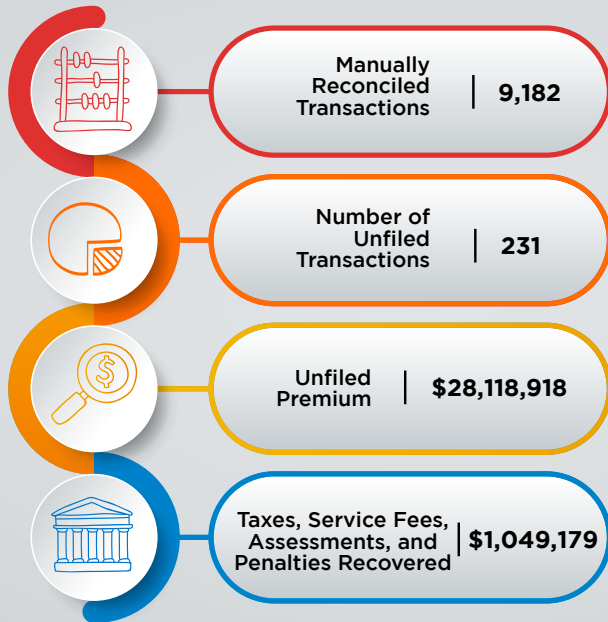 Manually
Reconciled
Transactions | 9,182
Number of
Unfiled
Transactions | 231
Unfiled
Premium | $28,118,918
$
Taxes, Service Fees,
Assessments, and
Penalties Recovered | $1,049,179